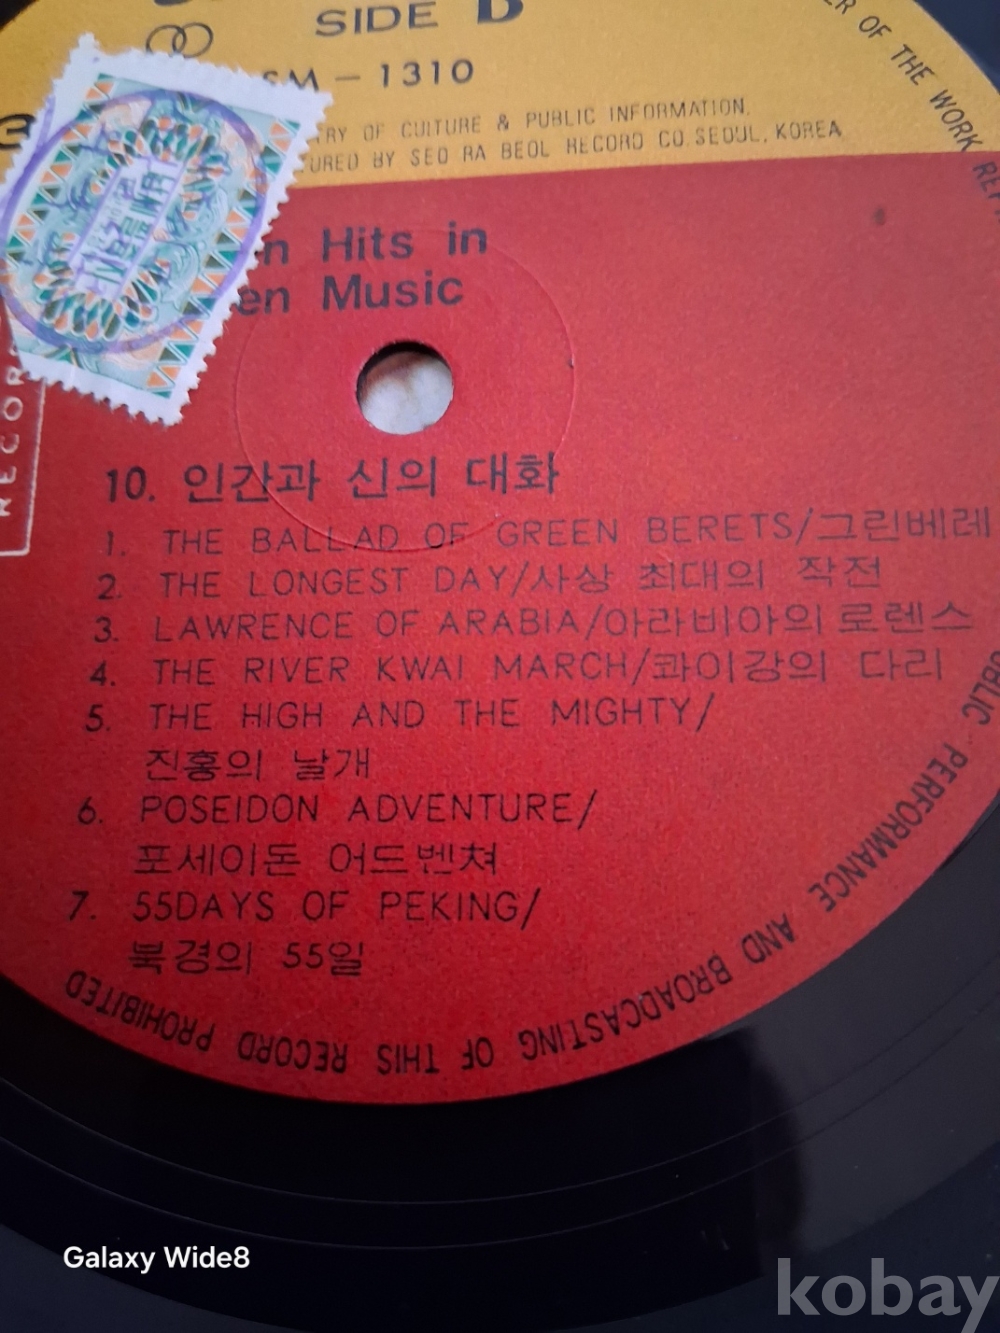 SIDE B
SM-1310
OF CULTURE & PUBLIC INFORMATION.
BY SEO RA BEOL RECORD CO. SEOUL, KOREA
OF THE WORK
Hits in
Music
10. 인간과 신의 대화
1. THE BALLAD OF GREEN BERETS/그린베레
2. THE LONGEST DAY/사상 최대의 작전
3. LAWRENCE OF ARABIA/아라비아의 로렌스
4. THE RIVER KWAI MARCH/콰이강의 다리
5. THE HIGH AND THE MIGHTY/
진홍의 날개
6. POSEIDON ADVENTURE/
포세이돈 어드벤쳐
7. 55DAYS OF PEKING/
북경의 55일
PERFORMANCE AND BROADCASTING OF THIS RECORD PROHIBITED
Galaxy Wide8
kobay